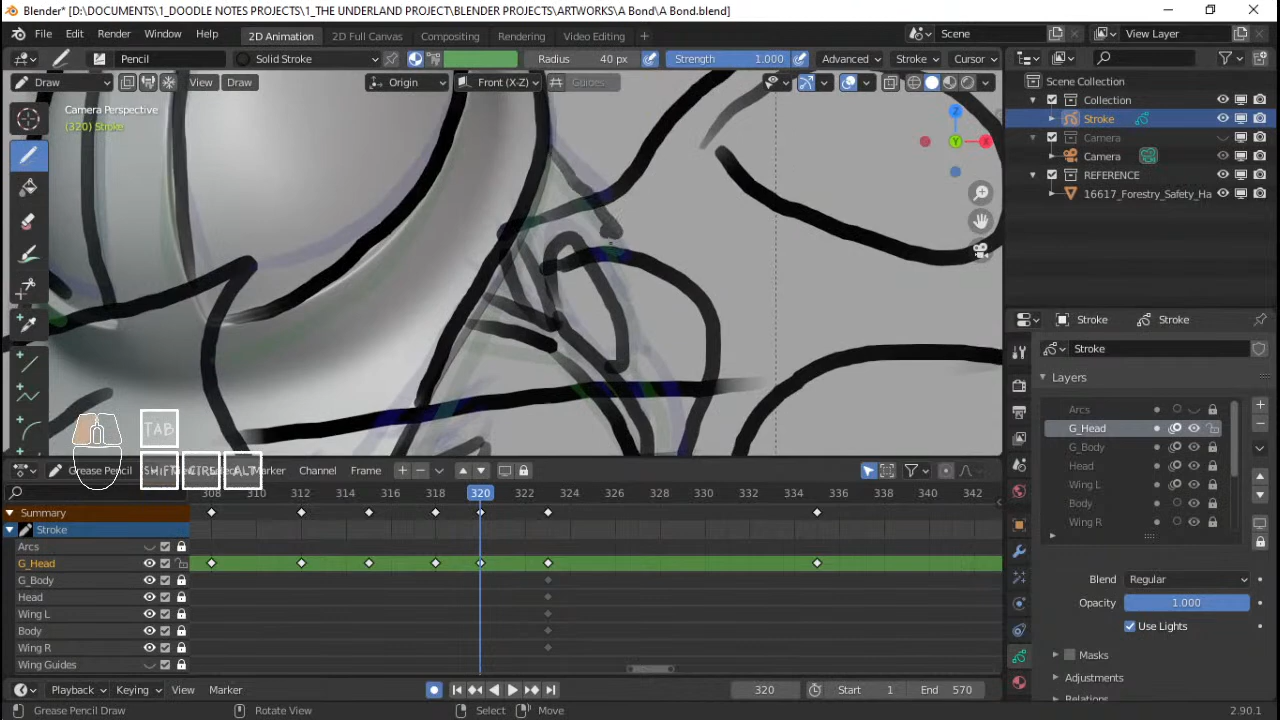 Blender* [D:\DOCUMENTS\1_DOODLE NOTES PROJECTS\1_THE UNDERLAND PROJECT\BLENDER PROJECTS\ARTWORKS\A Bond\A Bond.blend]
File Edit Render Window Help 2D Animation 2D Full Canvas Compositing Rendering Video Editing + Scene View Layer
Pencil Solid Stroke Radius 40 px Strength 1.000 Advanced Stroke Cursor
Draw View Draw Origin Front (X-Z) Guides
Scene Collection
Camera Perspective
(320) Stroke
Collection
Stroke
Camera
Camera
REFERENCE
16617_Forestry_Safety_Ha
Z
Y
X
Stroke Stroke
Stroke
Layers
Arcs
G_Head
G_Body
Head
Wing L
Body
Wing R
TAB
SHIFT CTRL ALT
Grease Pencil Marker Channel Frame
308 310 312 314 316 318 320 322 324 326 328 330 332 334 336 338 340 342
Summary
Stroke
Arcs
G_Head
G_Body
Head
Wing L
Body
Wing R
Wing Guides
Blend Regular
Opacity 1.000
Use Lights
Masks
Adjustments
Relations
Playback Keying View Marker 320 Start 1 End 570
Grease Pencil Draw Rotate View Select Move 2.90.1